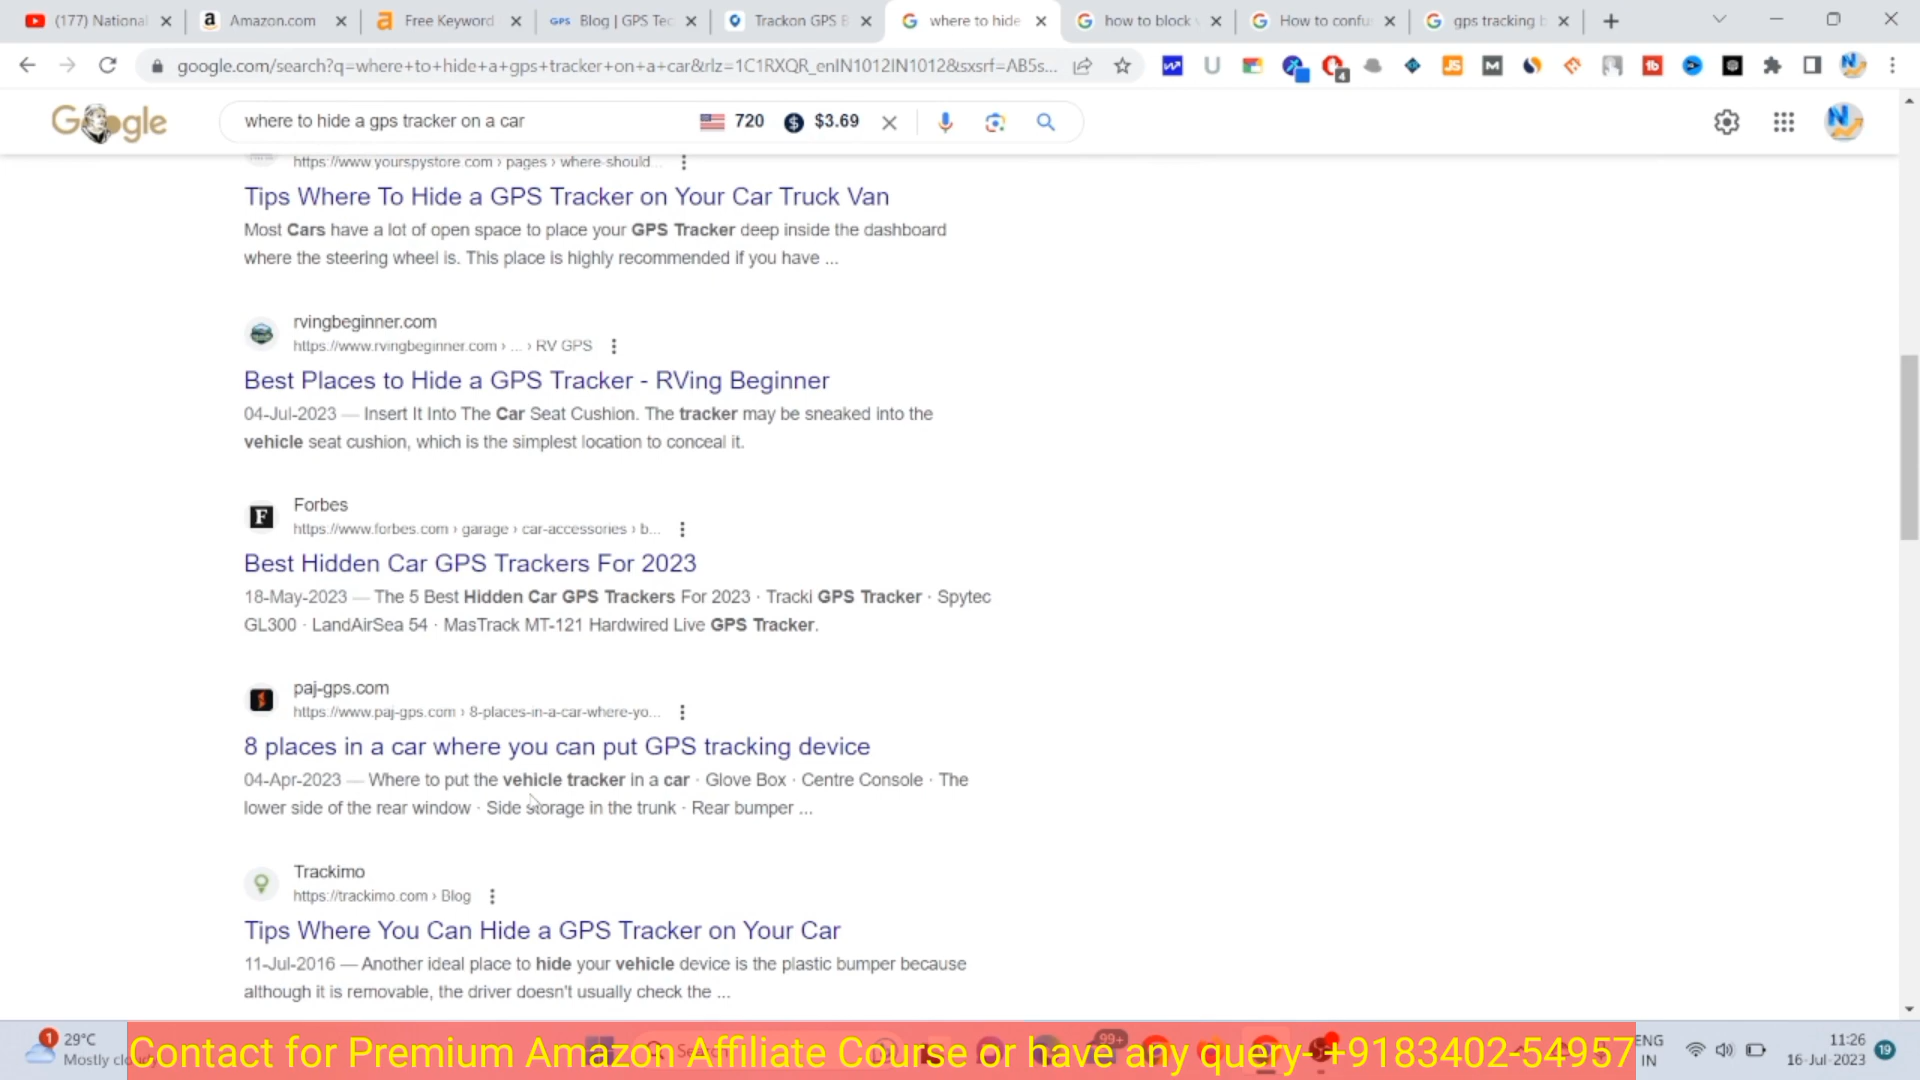 (177) National
Amazon.com
Free Keyword
GPS Blog | GPS Tec
Trackon GPS B
where to hide
how to block
How to confu
gps tracking b
google.com/search?q=where+to+hide+a+gps+tracker+on+a+car&rlz=1C1RXQR_enIN1012IN1012&sxsrf=AB5s...
Google
where to hide a gps tracker on a car
720
$3.69
https://www.yourspystore.com › pages › where-should...
Tips Where To Hide a GPS Tracker on Your Car Truck Van
Most Cars have a lot of open space to place your GPS Tracker deep inside the dashboard
where the steering wheel is. This place is highly recommended if you have ...
rvingbeginner.com
https://www.rvingbeginner.com › ... › RV GPS
Best Places to Hide a GPS Tracker - RVing Beginner
04-Jul-2023 — Insert It Into The Car Seat Cushion. The tracker may be sneaked into the
vehicle seat cushion, which is the simplest location to conceal it.
Forbes
https://www.forbes.com › garage › car-accessories › b...
Best Hidden Car GPS Trackers For 2023
18-May-2023 — The 5 Best Hidden Car GPS Trackers For 2023 · Tracki GPS Tracker · Spytec
GL300 · LandAirSea 54 · MasTrack MT-121 Hardwired Live GPS Tracker.
paj-gps.com
https://www.paj-gps.com › 8-places-in-a-car-where-yo...
8 places in a car where you can put GPS tracking device
04-Apr-2023 — Where to put the vehicle tracker in a car · Glove Box · Centre Console · The
lower side of the rear window · Side storage in the trunk · Rear bumper ...
Trackimo
https://trackimo.com › Blog
Tips Where You Can Hide a GPS Tracker on Your Car
11-Jul-2016 — Another ideal place to hide your vehicle device is the plastic bumper because
although it is removable, the driver doesn't usually check the ...
29°C
Mostly
Contact for Premium Amazon Affiliate Course or have any query- +9183402-54957
99+
ENG
IN
11:26
16-Jul-2023
19